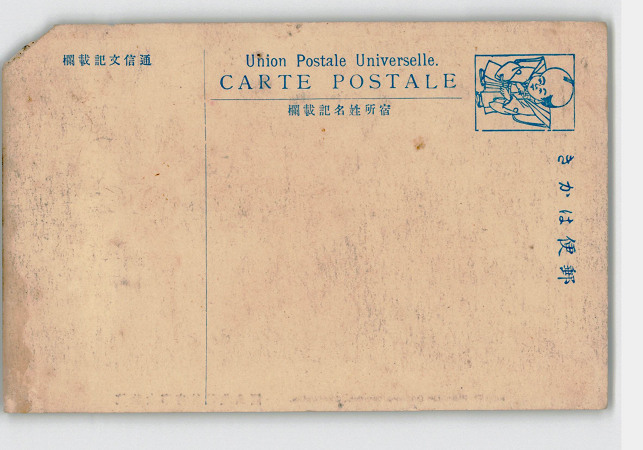 Union Postale Universelle.
CARTE POSTALE
通信文記載欄
宿所姓名記載欄
郵便はかき